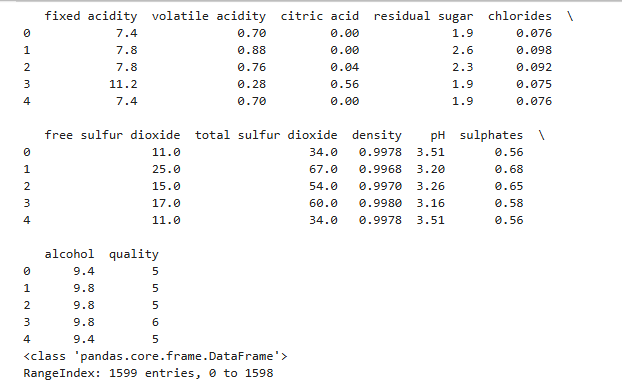 fixed acidity  volatile acidity  citric acid  residual sugar  chlorides  \
0            7.4              0.70         0.00             1.9      0.076
1            7.8              0.88         0.00             2.6      0.098
2            7.8              0.76         0.04             2.3      0.092
3           11.2              0.28         0.56             1.9      0.075
4            7.4              0.70         0.00             1.9      0.076
   free sulfur dioxide  total sulfur dioxide  density    pH  sulphates  \
0                 11.0                  34.0   0.9978  3.51       0.56
1                 25.0                  67.0   0.9968  3.20       0.68
2                 15.0                  54.0   0.9970  3.26       0.65
3                 17.0                  60.0   0.9980  3.16       0.58
4                 11.0                  34.0   0.9978  3.51       0.56
   alcohol  quality
0      9.4        5
1      9.8        5
2      9.8        5
3      9.8        6
4      9.4        5
<class 'pandas.core.frame.DataFrame'>
RangeIndex: 1599 entries, 0 to 1598